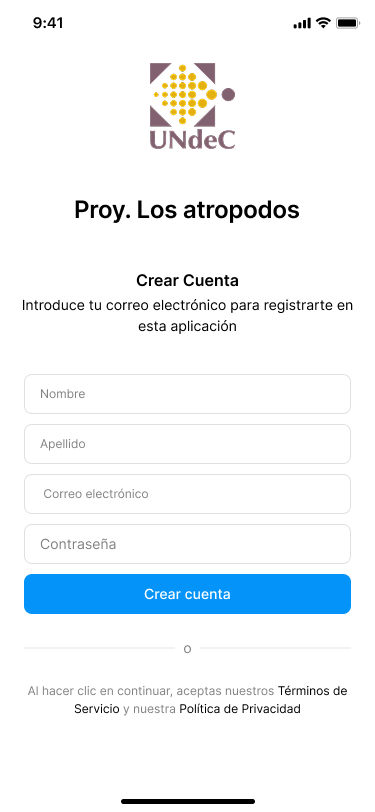 9:41
UNdeC
Proy. Los atropodos
Crear Cuenta
Introduce tu correo electrónico para registrarte en
esta aplicación
Nombre
Apellido
Correo electrónico
Contraseña
Crear cuenta
o
Al hacer clic en continuar, aceptas nuestros Términos de
Servicio y nuestra Política de Privacidad